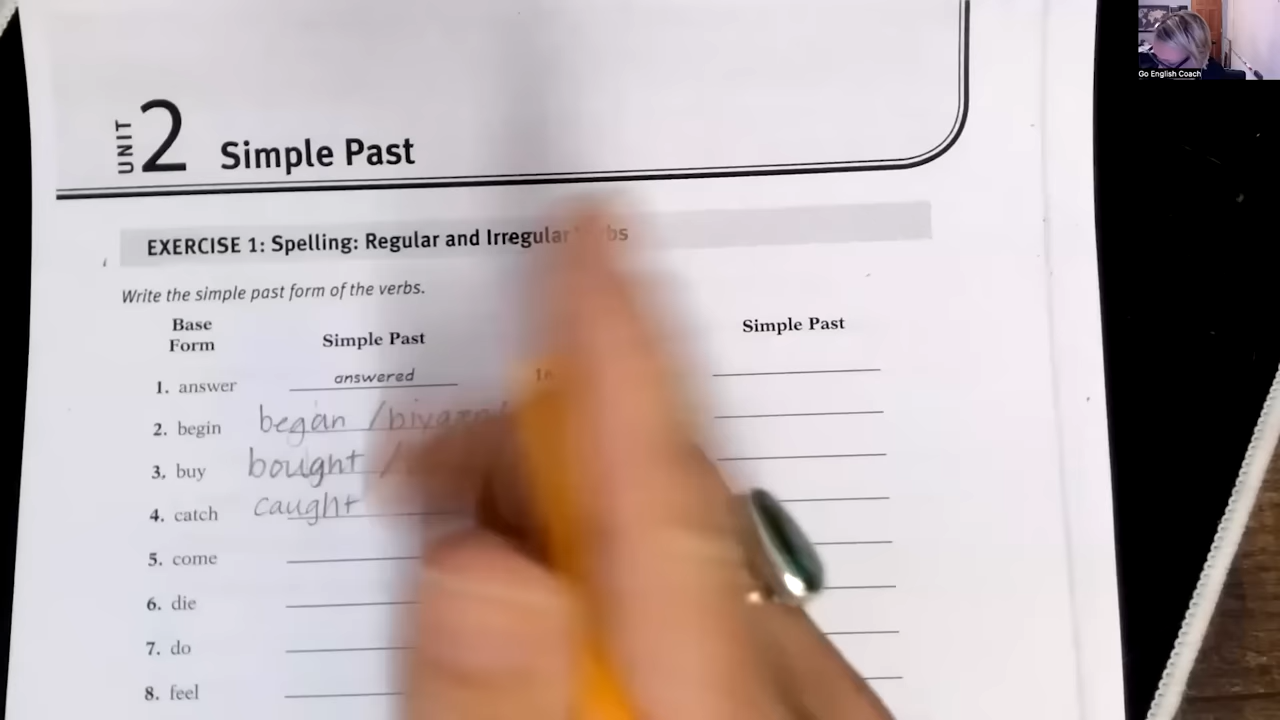 Go English Coach
UNIT 2 Simple Past
EXERCISE 1: Spelling: Regular and Irregular
Write the simple past form of the verbs.
Base Form Simple Past Simple Past
1. answer answered
2. begin began
3. buy bought /
4. catch caught
5. come
6. die
7. do
8. feel